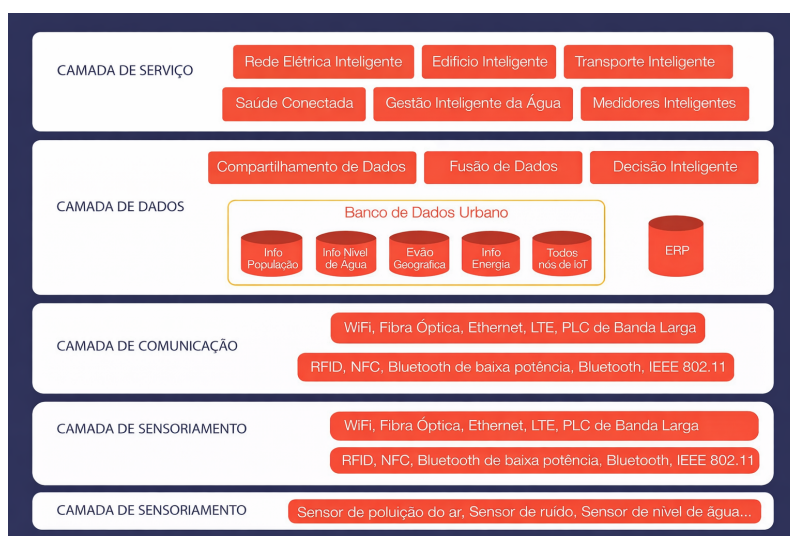 CAMADA DE SERVIÇO
Rede Elétrica Inteligente
Edificio Inteligente
Transporte Inteligente
Saúde Conectada
Gestão Inteligente da Água
Medidores Inteligentes
CAMADA DE DADOS
Compartilhamento de Dados
Fusão de Dados
Decisão Inteligente
Banco de Dados Urbano
Info
População
Info Nivel
de Agua
Evão
Geografica
Info
Energia
Todos
nós de IoT
ERP
CAMADA DE COMUNICAÇÃO
WiFi, Fibra Óptica, Ethernet, LTE, PLC de Banda Larga
RFID, NFC, Bluetooth de baixa potência, Bluetooth, IEEE 802.11
CAMADA DE SENSORIAMENTO
WiFi, Fibra Óptica, Ethernet, LTE, PLC de Banda Larga
RFID, NFC, Bluetooth de baixa potência, Bluetooth, IEEE 802.11
CAMADA DE SENSORIAMENTO
Sensor de poluição do ar, Sensor de ruído, Sensor de nível de água...